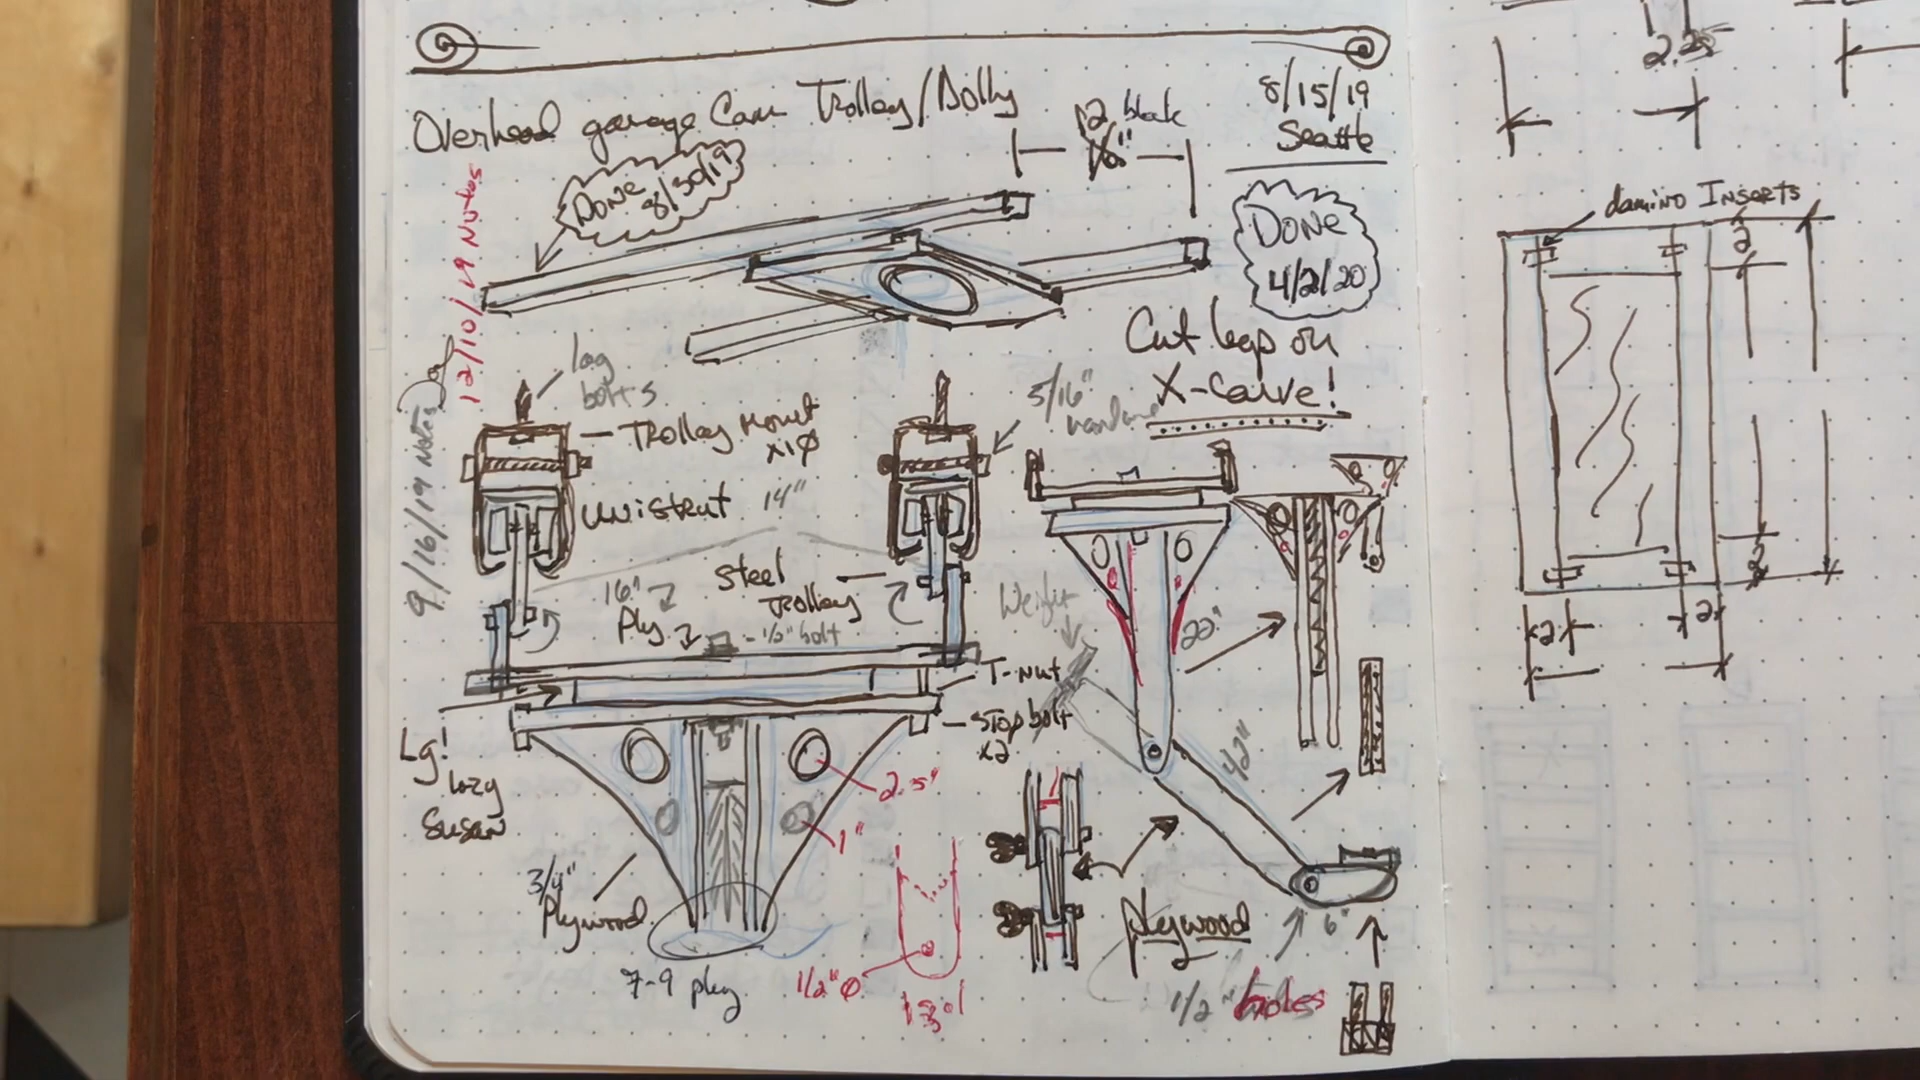 Overhead garage Cam Trolley/Dolly
8/15/19
Seattle
12
DONE
8/30/19
DONE
4/2/20
12/10/19 Notes
9/16/19 Notes
Cut legs on
X-Carve!
lag
bolts
Trolley Mount
x10
5/16"
Unistrut 14"
16"
Ply
Steel
Trolley
1/2" bolt
Weight
22"
T-nut
Stop bolt
x2
Lg!
Lazy
Susan
2.5"
1"
42"
3/4"
Plywood
7-9 ply
1/2" Ø
plywood
6"
1/2" holes
2.25
domino Inserts
2
2
2
2